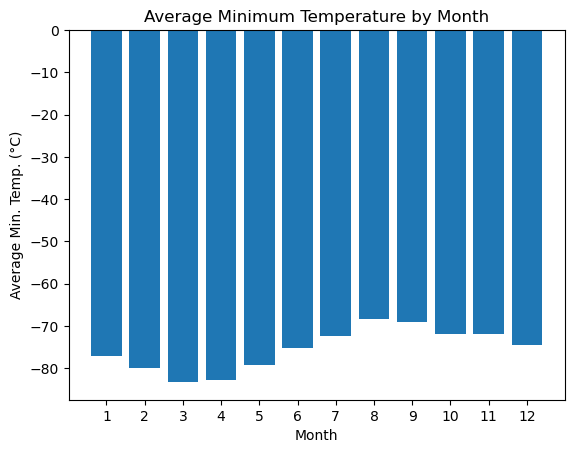 Average Minimum Temperature by Month
Average Min. Temp. (°C)
0
−10
−20
−30
−40
−50
−60
−70
−80
1 2 3 4 5 6 7 8 9 10 11 12
Month